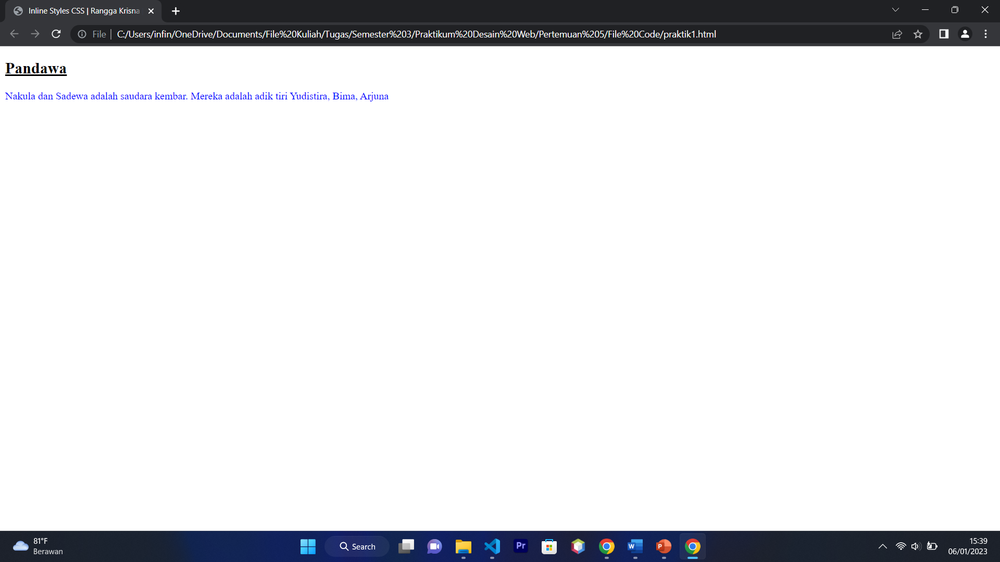 Inline Styles CSS | Rangga Krisna
File
C:/Users/infin/OneDrive/Documents/File%20Kuliah/Tugas/Semester%203/Praktikum%20Desain%20Web/Pertemuan%205/File%20Code/praktik1.html
Pandawa
Nakula dan Sadewa adalah saudara kembar. Mereka adalah adik tiri Yudistira, Bima, Arjuna
81°F
Berawan
Search
Pr
W
P
15:39
06/01/2023